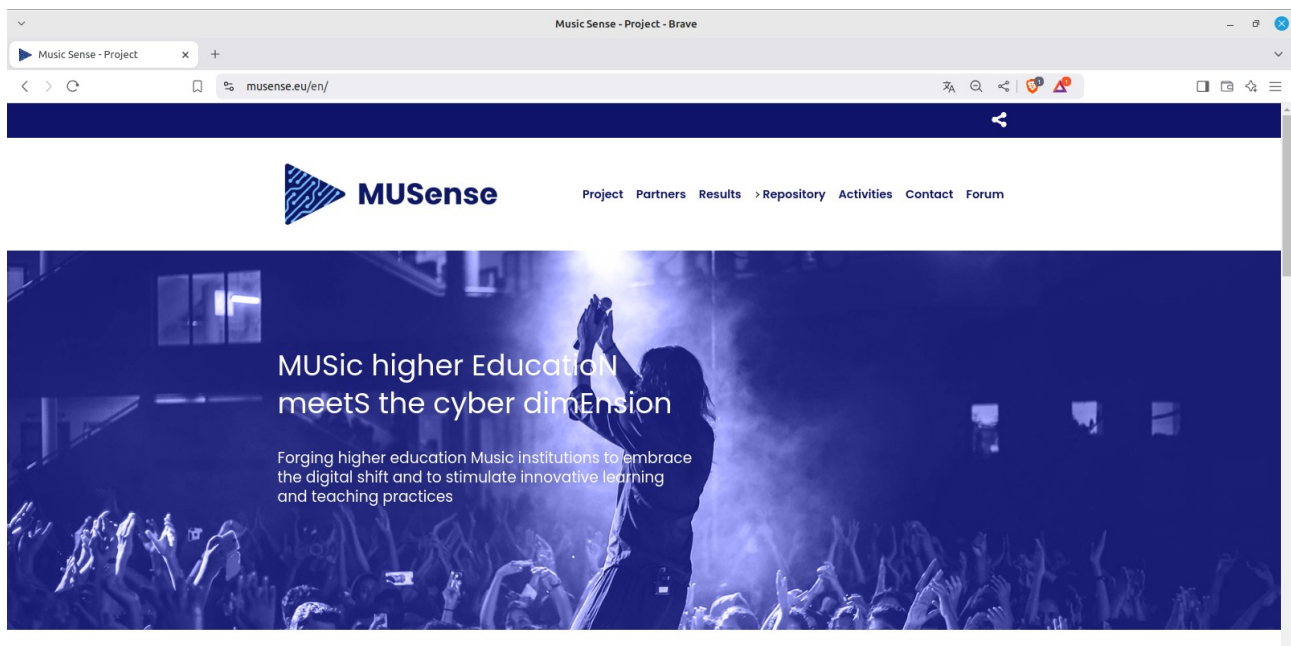 Music Sense - Project - Brave
Music Sense - Project
musense.eu/en/
MUSense
Project Partners Results >Repository Activities Contact Forum
MUSic higher EducatioN
meetS the cyber dimEnsion
Forging higher education Music institutions to embrace
the digital shift and to stimulate innovative learning
and teaching practices